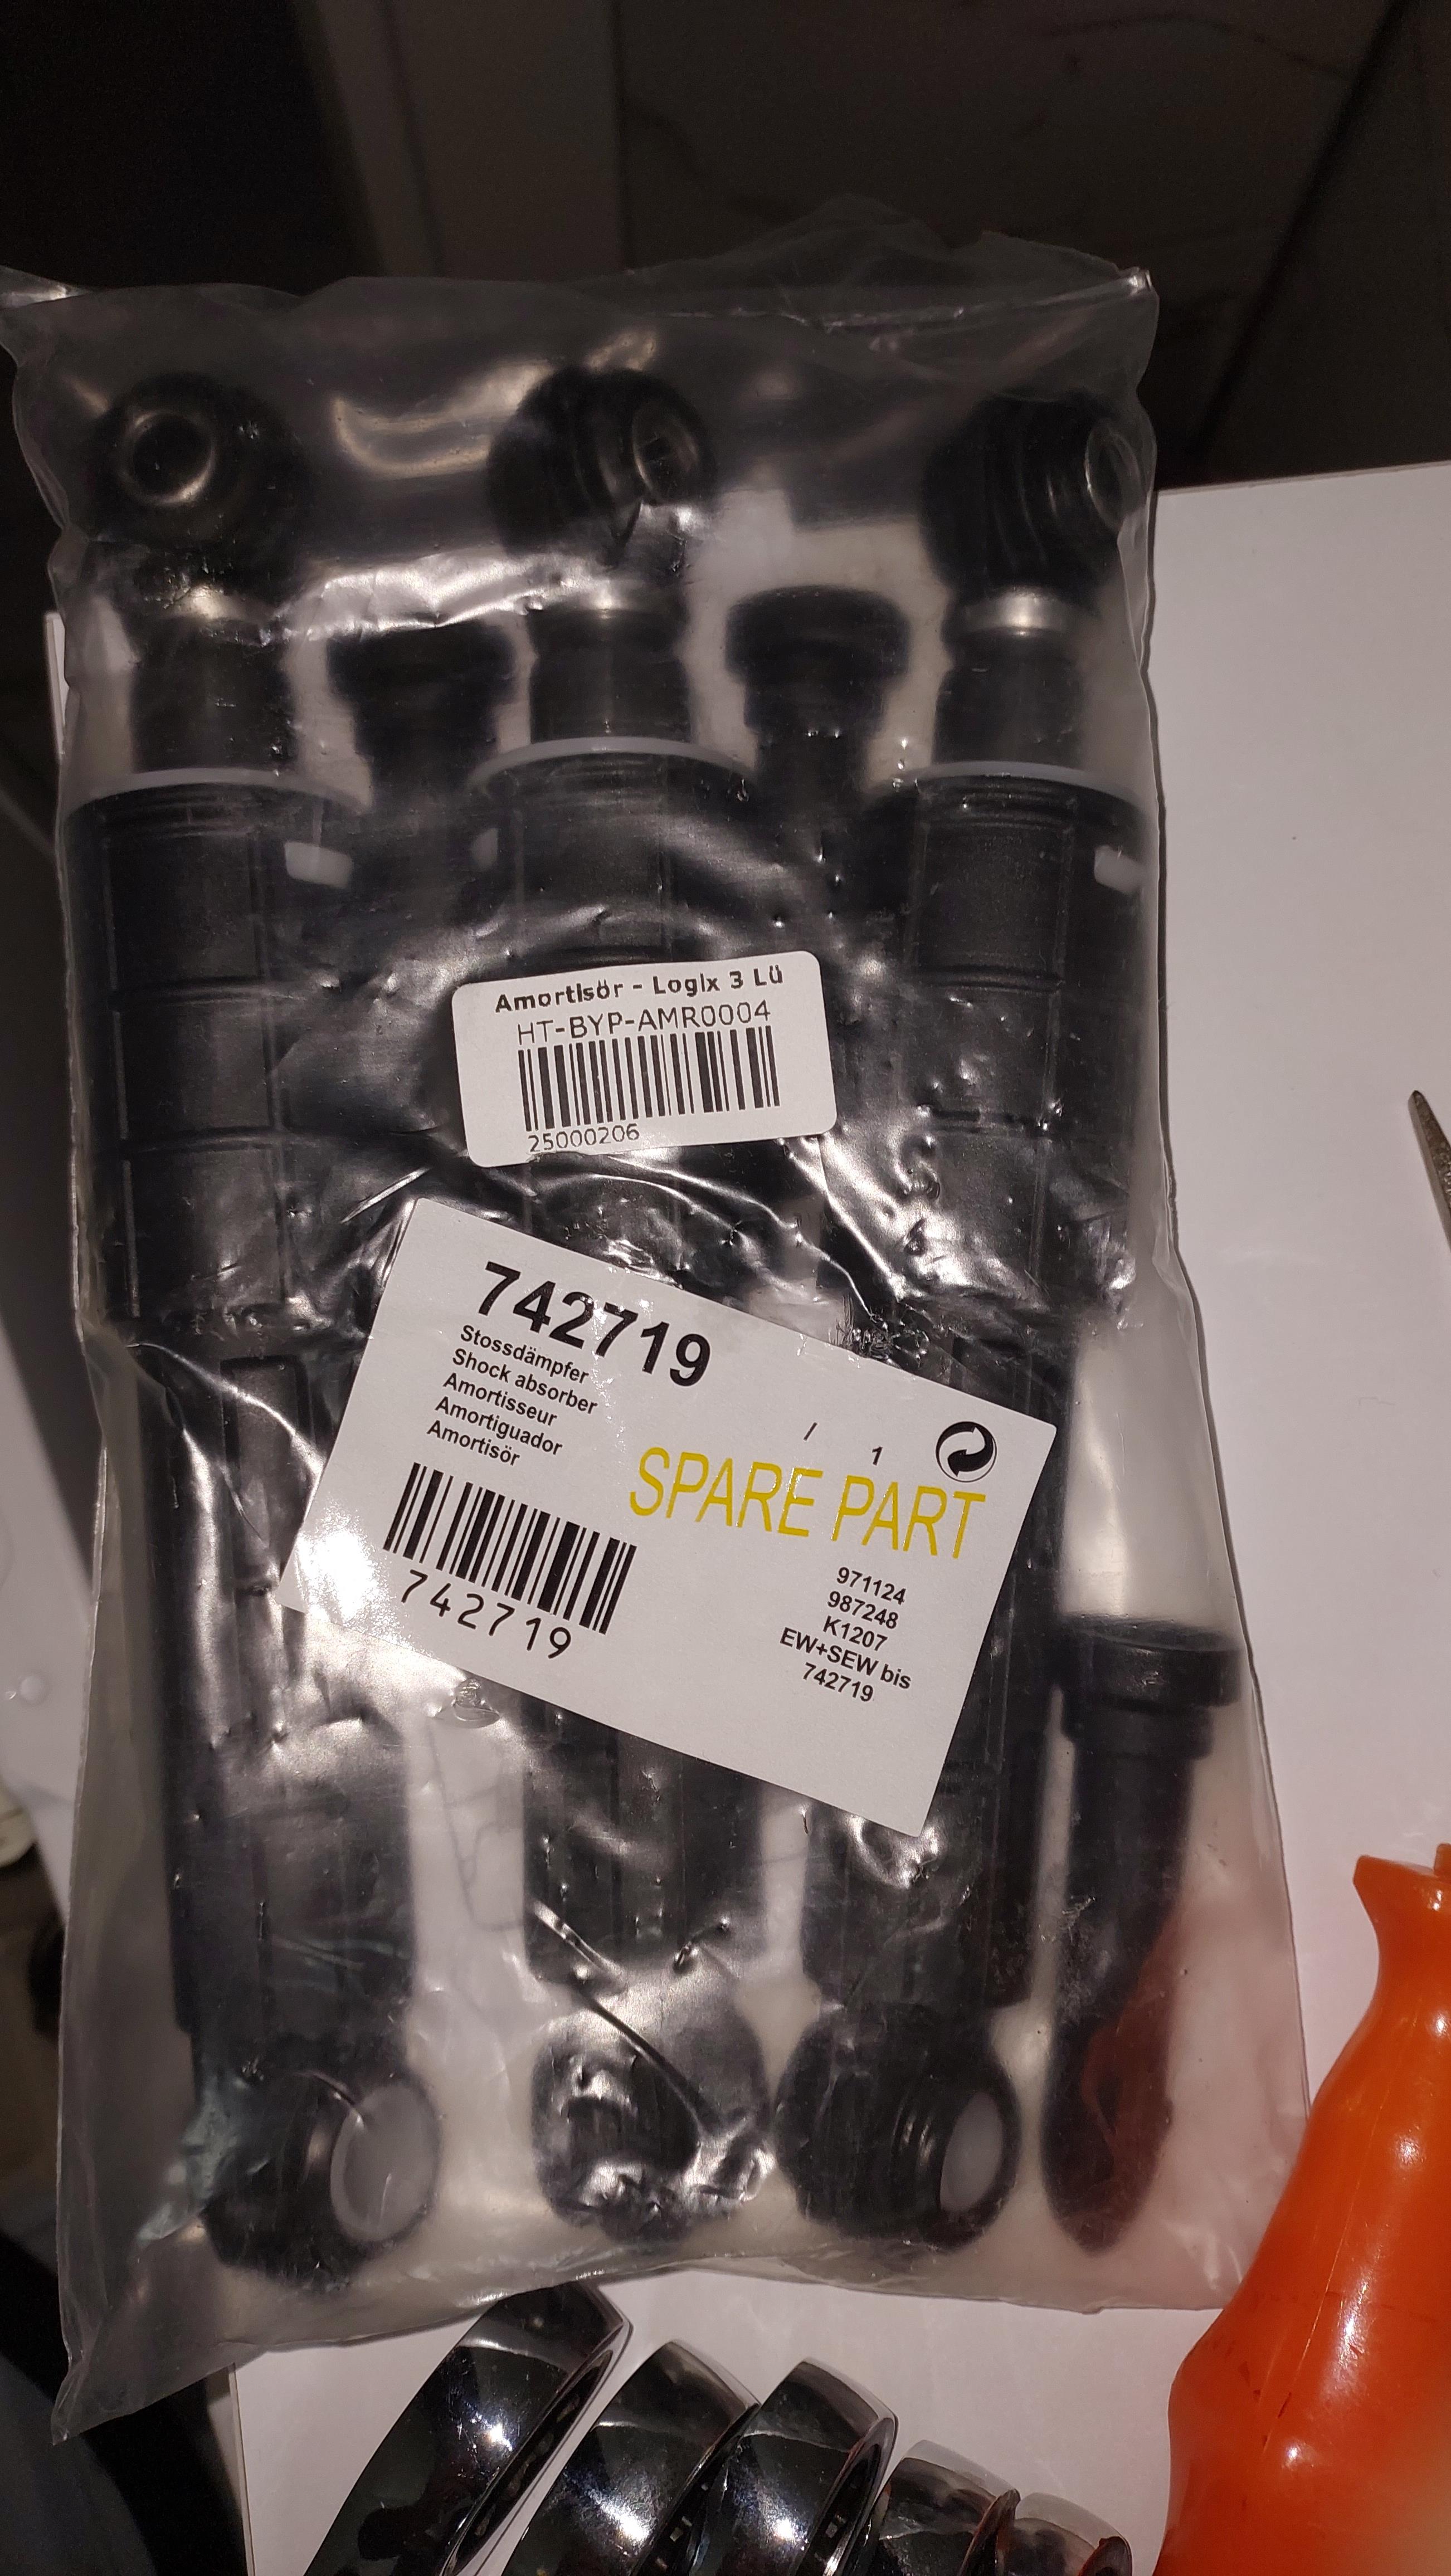 Amortisör - Logix 3 Lü
HT-BYP-AMR0004
25000206
742719
Stossdämpfer
Shock absorber
Amortisseur
Amortiguador
Amortisör
/ 1
SPARE PART
742719
971124
987248
K1207
EW+SEW bis
742719